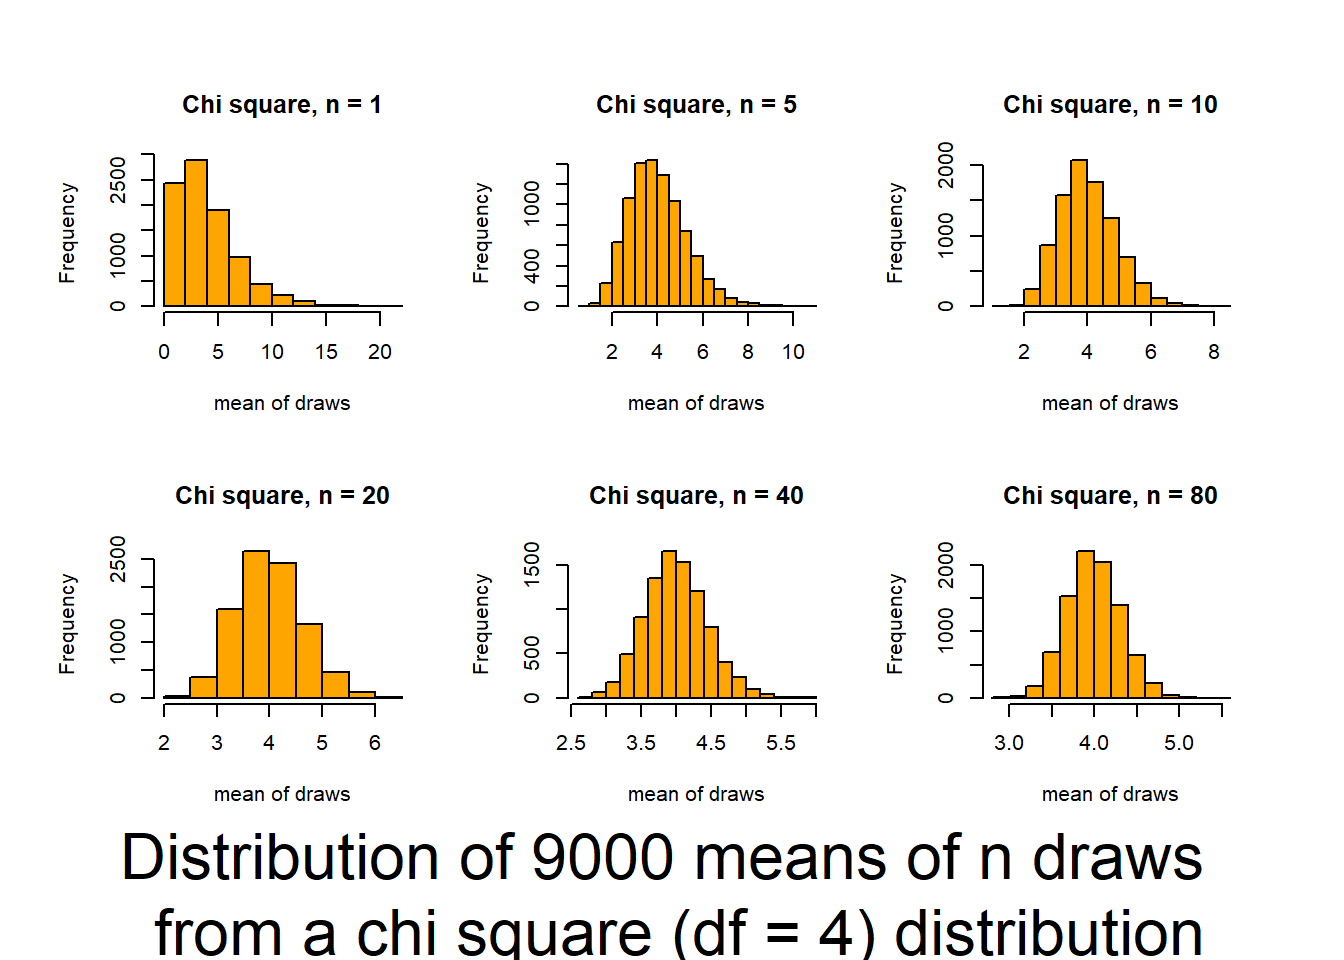 Chi square, n = 1
Frequency
0 1000 2500
0 5 10 15 20
mean of draws
Chi square, n = 5
Frequency
0 400 1000
2 4 6 8 10
mean of draws
Chi square, n = 10
Frequency
0 1000 2000
2 4 6 8
mean of draws
Chi square, n = 20
Frequency
0 1000 2500
2 3 4 5 6
mean of draws
Chi square, n = 40
Frequency
0 500 1500
2.5 3.5 4.5 5.5
mean of draws
Chi square, n = 80
Frequency
0 1000 2000
3.0 4.0 5.0
mean of draws
Distribution of 9000 means of n draws
from a chi square (df = 4) distribution